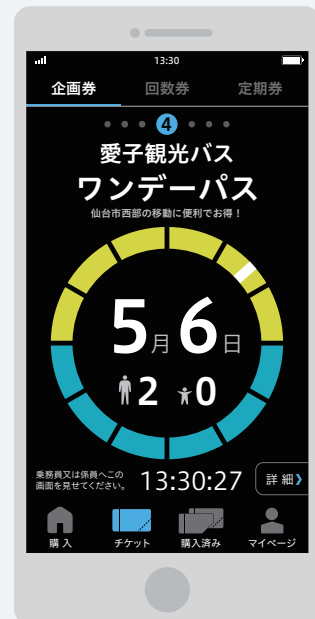 13:30
企画券 回数券 定期券
4
愛子観光バス
ワンデーパス
仙台市西部の移動に便利でお得！
5月6日
2 0
乗務員又は係員へこの
画面を見せてください。
13:30:27
詳細❯
購入 チケット 購入済み マイページ